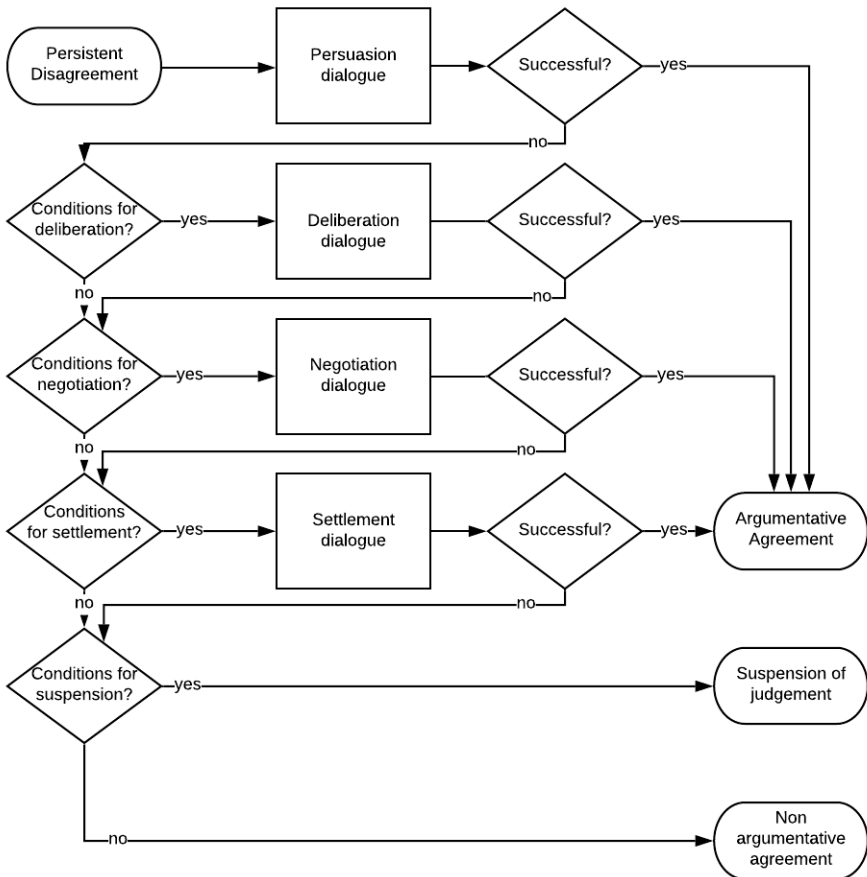 Persistent
Disagreement
Persuasion
dialogue
Successful?
yes
no
Conditions for
deliberation?
yes
Deliberation
dialogue
Successful?
yes
no
no
Conditions for
negotiation?
yes
Negotiation
dialogue
Successful?
yes
no
no
Conditions
for settlement?
yes
Settlement
dialogue
Successful?
yes
Argumentative
Agreement
no
no
Conditions for
suspension?
yes
Suspension of
judgement
no
Non
argumentative
agreement